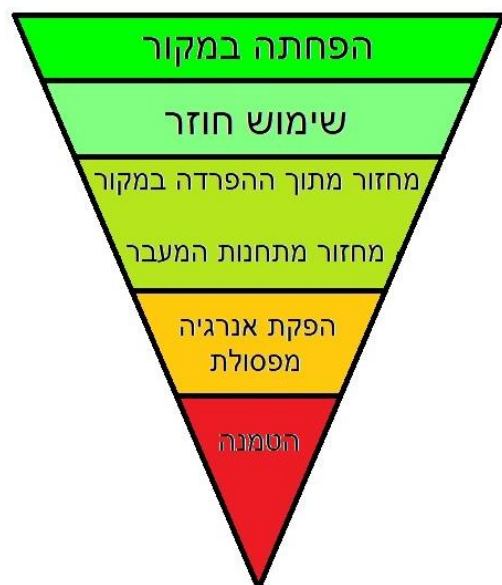 הפחתה במקור
שימוש חוזר
מחזור מתוך ההפרדה במקור
מחזור מתחנות המעבר
הפקת אנרגיה
מפסולת
הטמנה